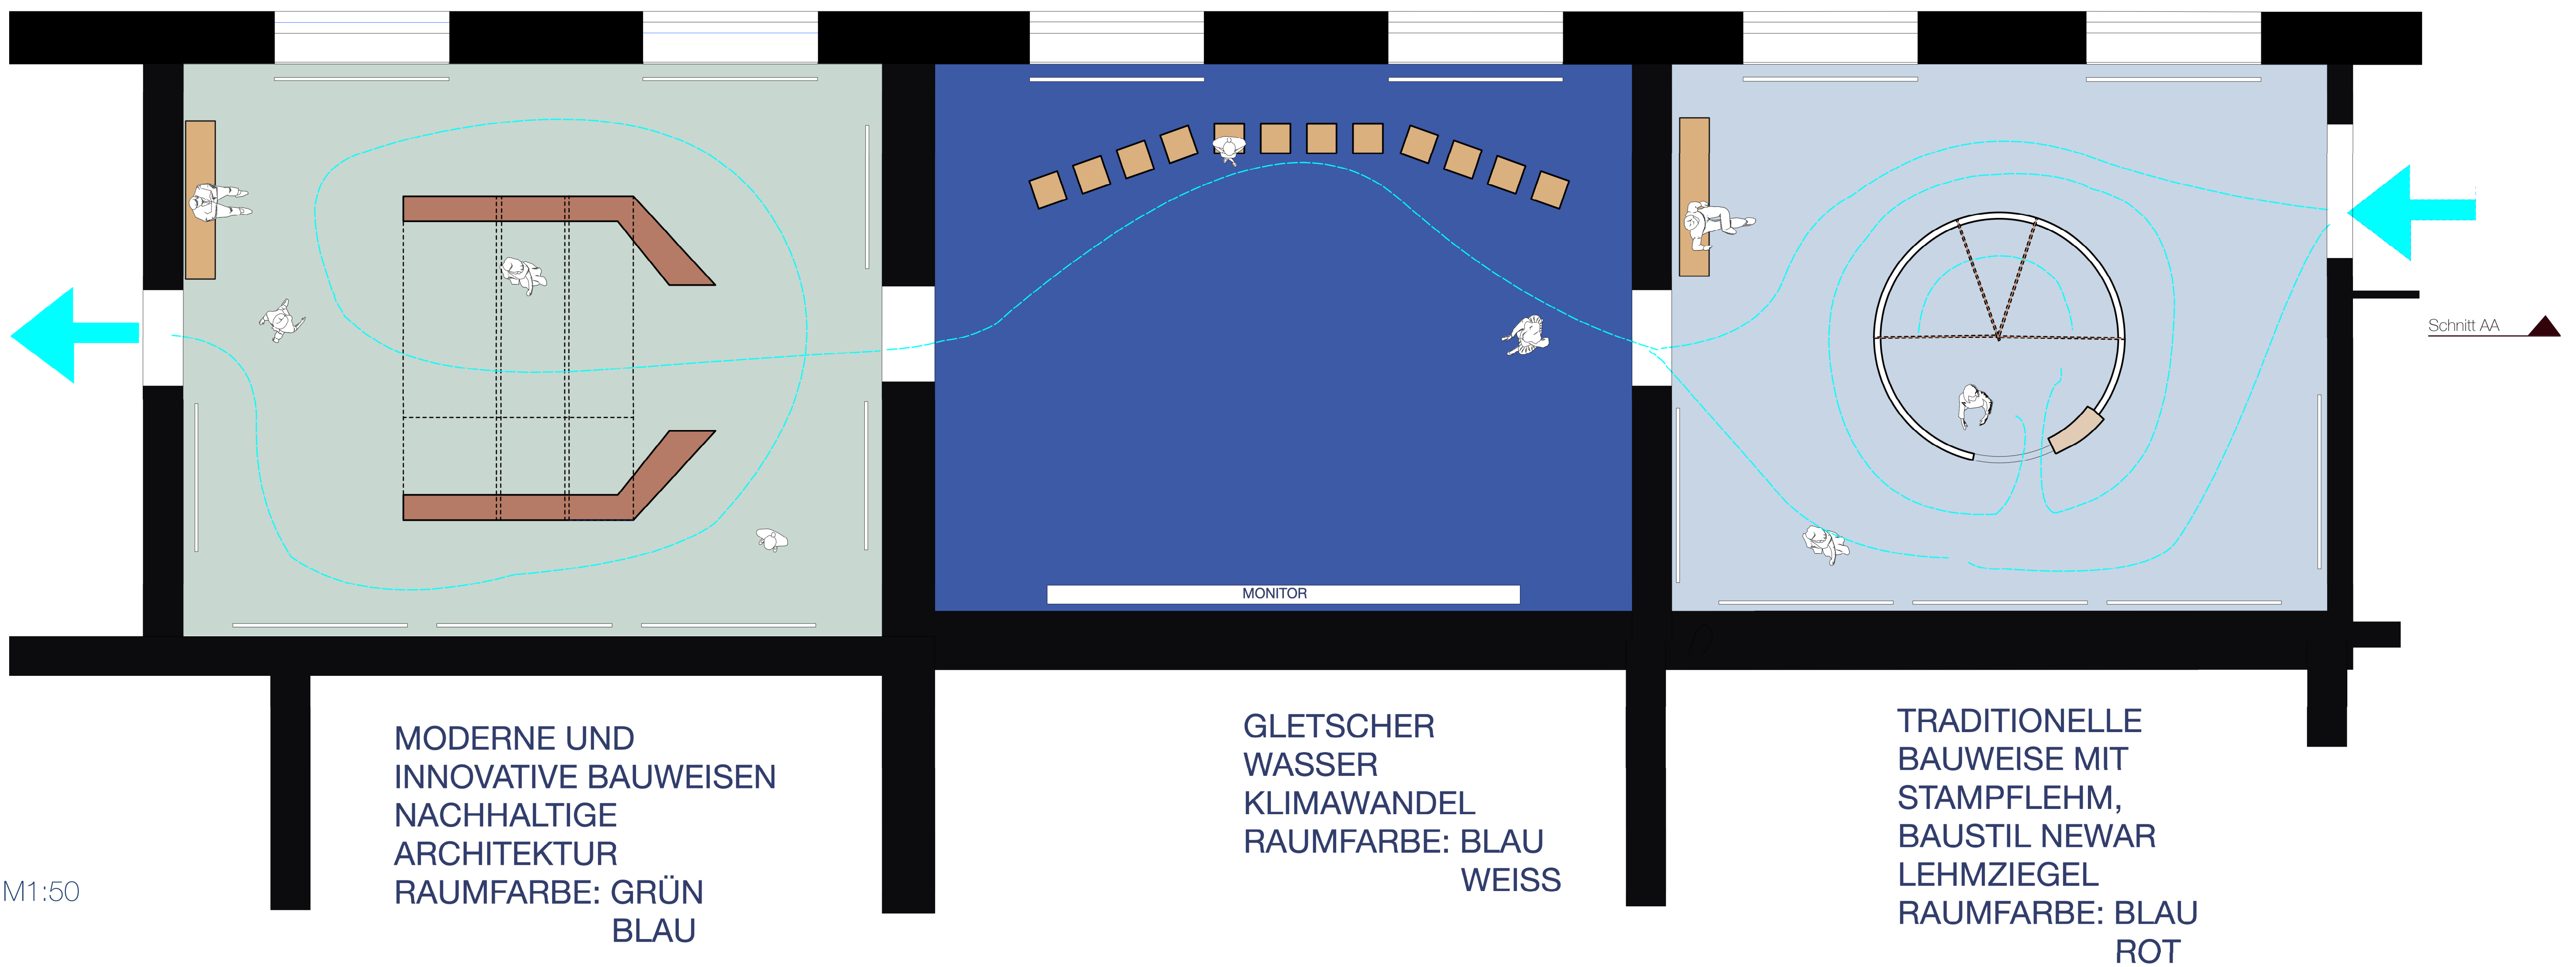 Schnitt AA
MONITOR
MODERNE UND
INNOVATIVE BAUWEISEN
NACHHALTIGE
ARCHITEKTUR
RAUMFARBE: GRÜN
BLAU
GLETSCHER
WASSER
KLIMAWANDEL
RAUMFARBE: BLAU
WEISS
TRADITIONELLE
BAUWEISE MIT
STAMPFLEHM,
BAUSTIL NEWAR
LEHMZIEGEL
RAUMFARBE: BLAU
ROT
M1:50